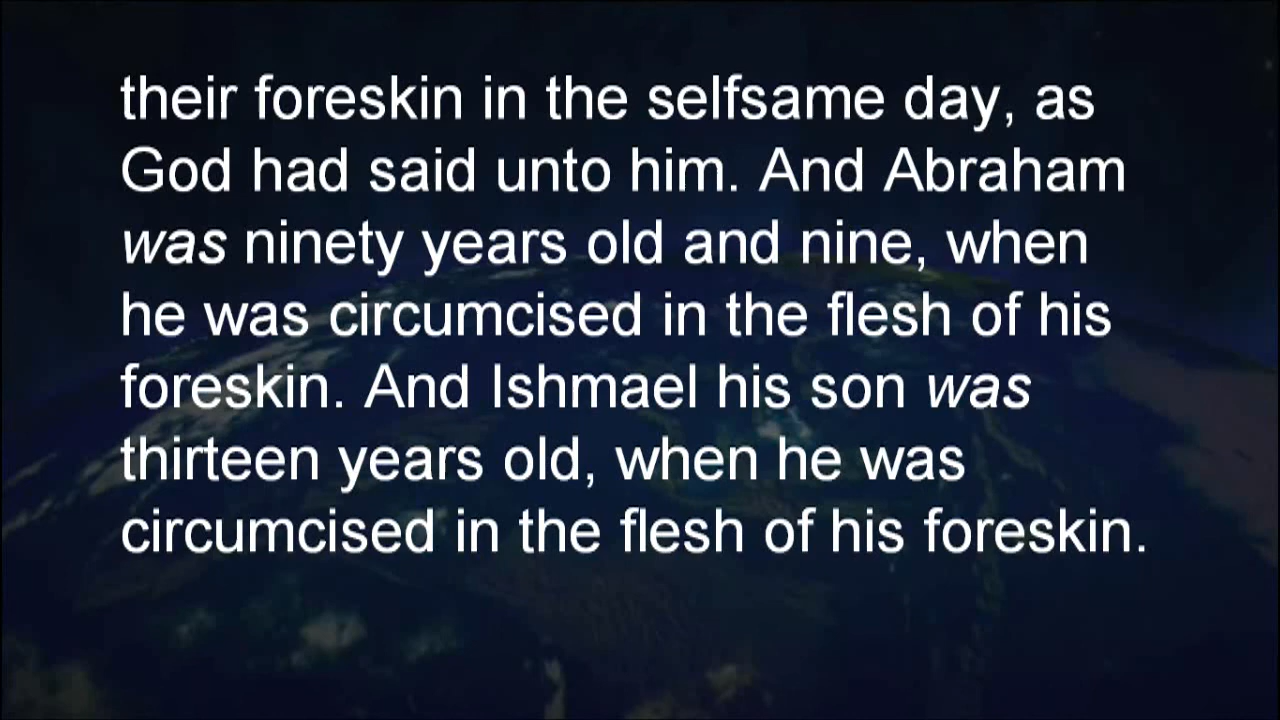 their foreskin in the selfsame day, as
God had said unto him. And Abraham
was ninety years old and nine, when
he was circumcised in the flesh of his
foreskin. And Ishmael his son was
thirteen years old, when he was
circumcised in the flesh of his foreskin.